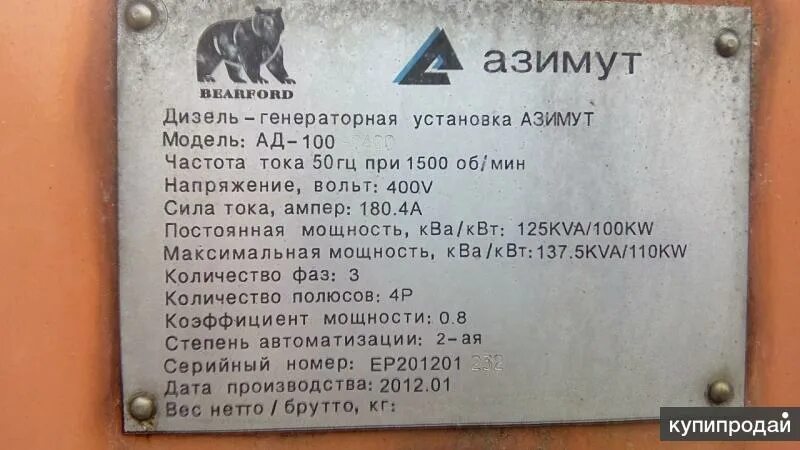 BEARFORD
азимут
Дизель-генераторная установка АЗИМУТ
Модель: АД-100
Частота тока 50гц при 1500 об/мин
Напряжение, вольт: 400V
Сила тока, ампер: 180.4А
Постоянная мощность, кВа/кВт: 125KVA/100KW
Максимальная мощность, кВа/кВт: 137.5KVA/110KW
Количество фаз: 3
Количество полюсов: 4P
Коэффициент мощности: 0.8
Степень автоматизации: 2-ая
Серийный номер: EP201201 232
Дата производства: 2012.01
Вес нетто / брутто, кг:
купипродай